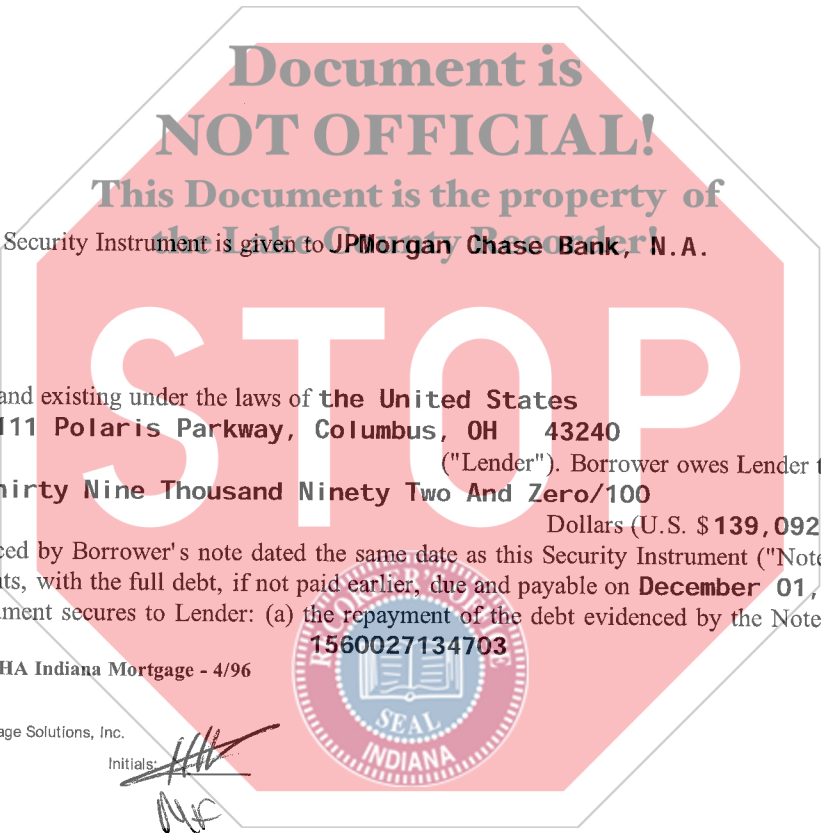 Document is
NOT OFFICIAL!
This Document is the property of
the Lake County Recorder!
Security Instrument is given to JPMorgan Chase Bank, N.A.
STOP
and existing under the laws of the United States
111 Polaris Parkway, Columbus, OH 43240
("Lender"). Borrower owes Lender t
hirty Nine Thousand Ninety Two And Zero/100
Dollars (U.S. $139,092
ced by Borrower's note dated the same date as this Security Instrument ("Note
ts, with the full debt, if not paid earlier, due and payable on December 01,
ment secures to Lender: (a) the repayment of the debt evidenced by the Note
1560027134703
HA Indiana Mortgage - 4/96
RECORDER'S OFFICE
SEAL
INDIANA
age Solutions, Inc.
Initials: